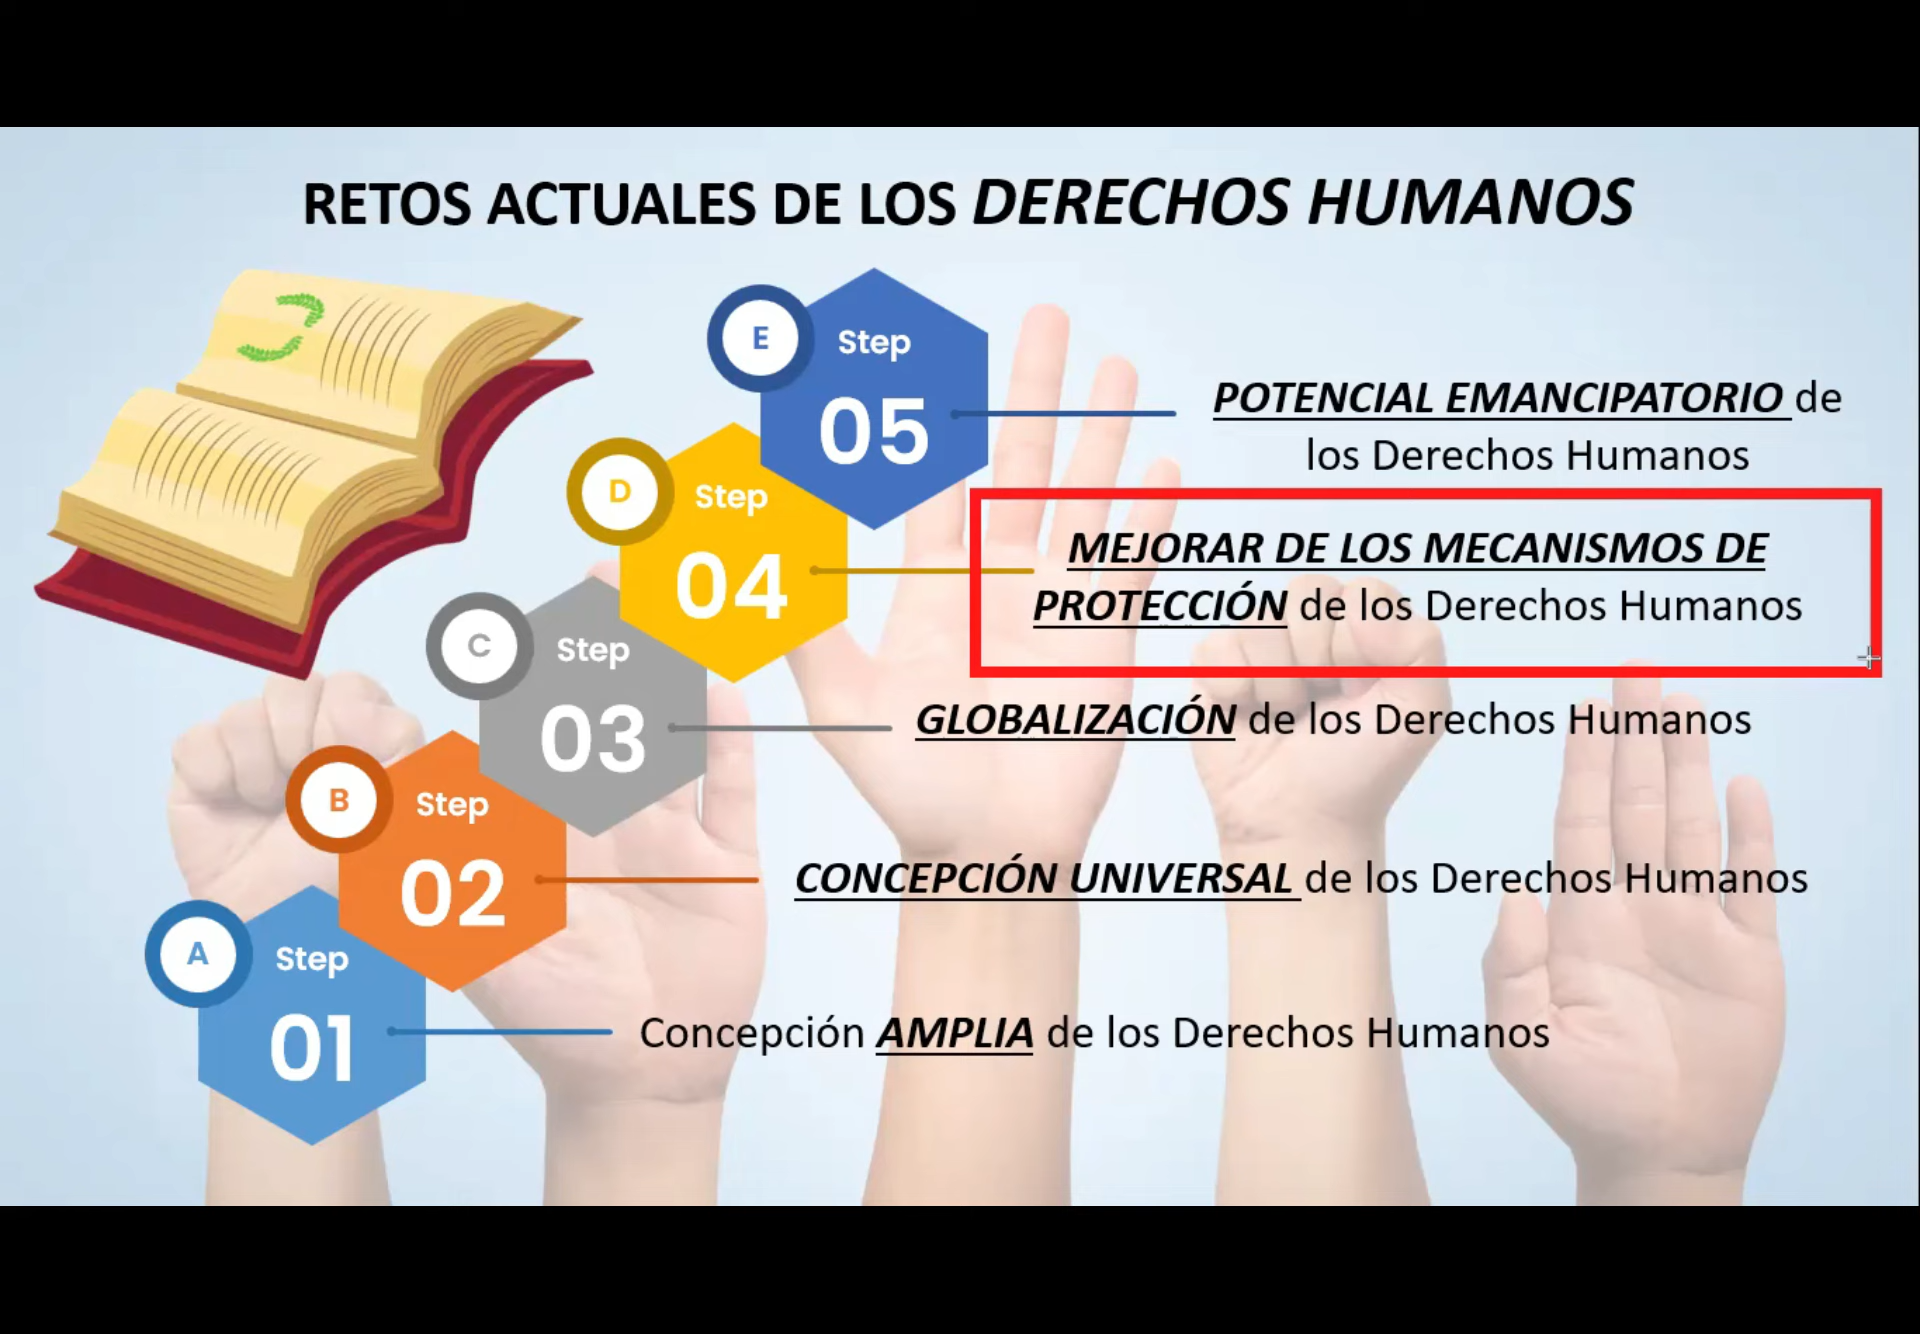 RETOS ACTUALES DE LOS DERECHOS HUMANOS
E
Step
05
POTENCIAL EMANCIPATORIO de
los Derechos Humanos
D
Step
04
MEJORAR DE LOS MECANISMOS DE
PROTECCIÓN de los Derechos Humanos
C
Step
03
GLOBALIZACIÓN de los Derechos Humanos
B
Step
02
CONCEPCIÓN UNIVERSAL de los Derechos Humanos
A
Step
01
Concepción AMPLIA de los Derechos Humanos